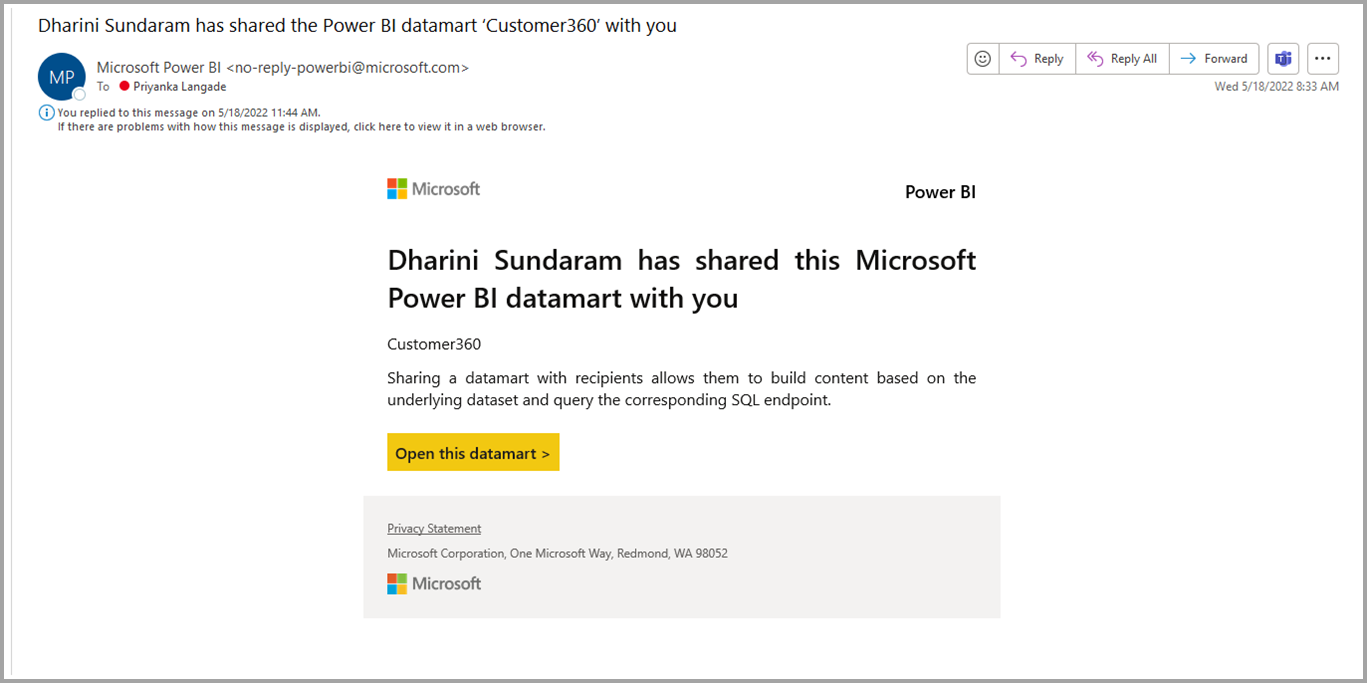 Dharini Sundaram has shared the Power BI datamart ‘Customer360’ with you
MP
Microsoft Power BI <no-reply-powerbi@microsoft.com>
To Priyanka Langade
Reply
Reply All
Forward
Wed 5/18/2022 8:33 AM
You replied to this message on 5/18/2022 11:44 AM.
If there are problems with how this message is displayed, click here to view it in a web browser.
Microsoft
Power BI
Dharini Sundaram has shared this Microsoft
Power BI datamart with you
Customer360
Sharing a datamart with recipients allows them to build content based on the
underlying dataset and query the corresponding SQL endpoint.
Open this datamart >
Privacy Statement
Microsoft Corporation, One Microsoft Way, Redmond, WA 98052
Microsoft